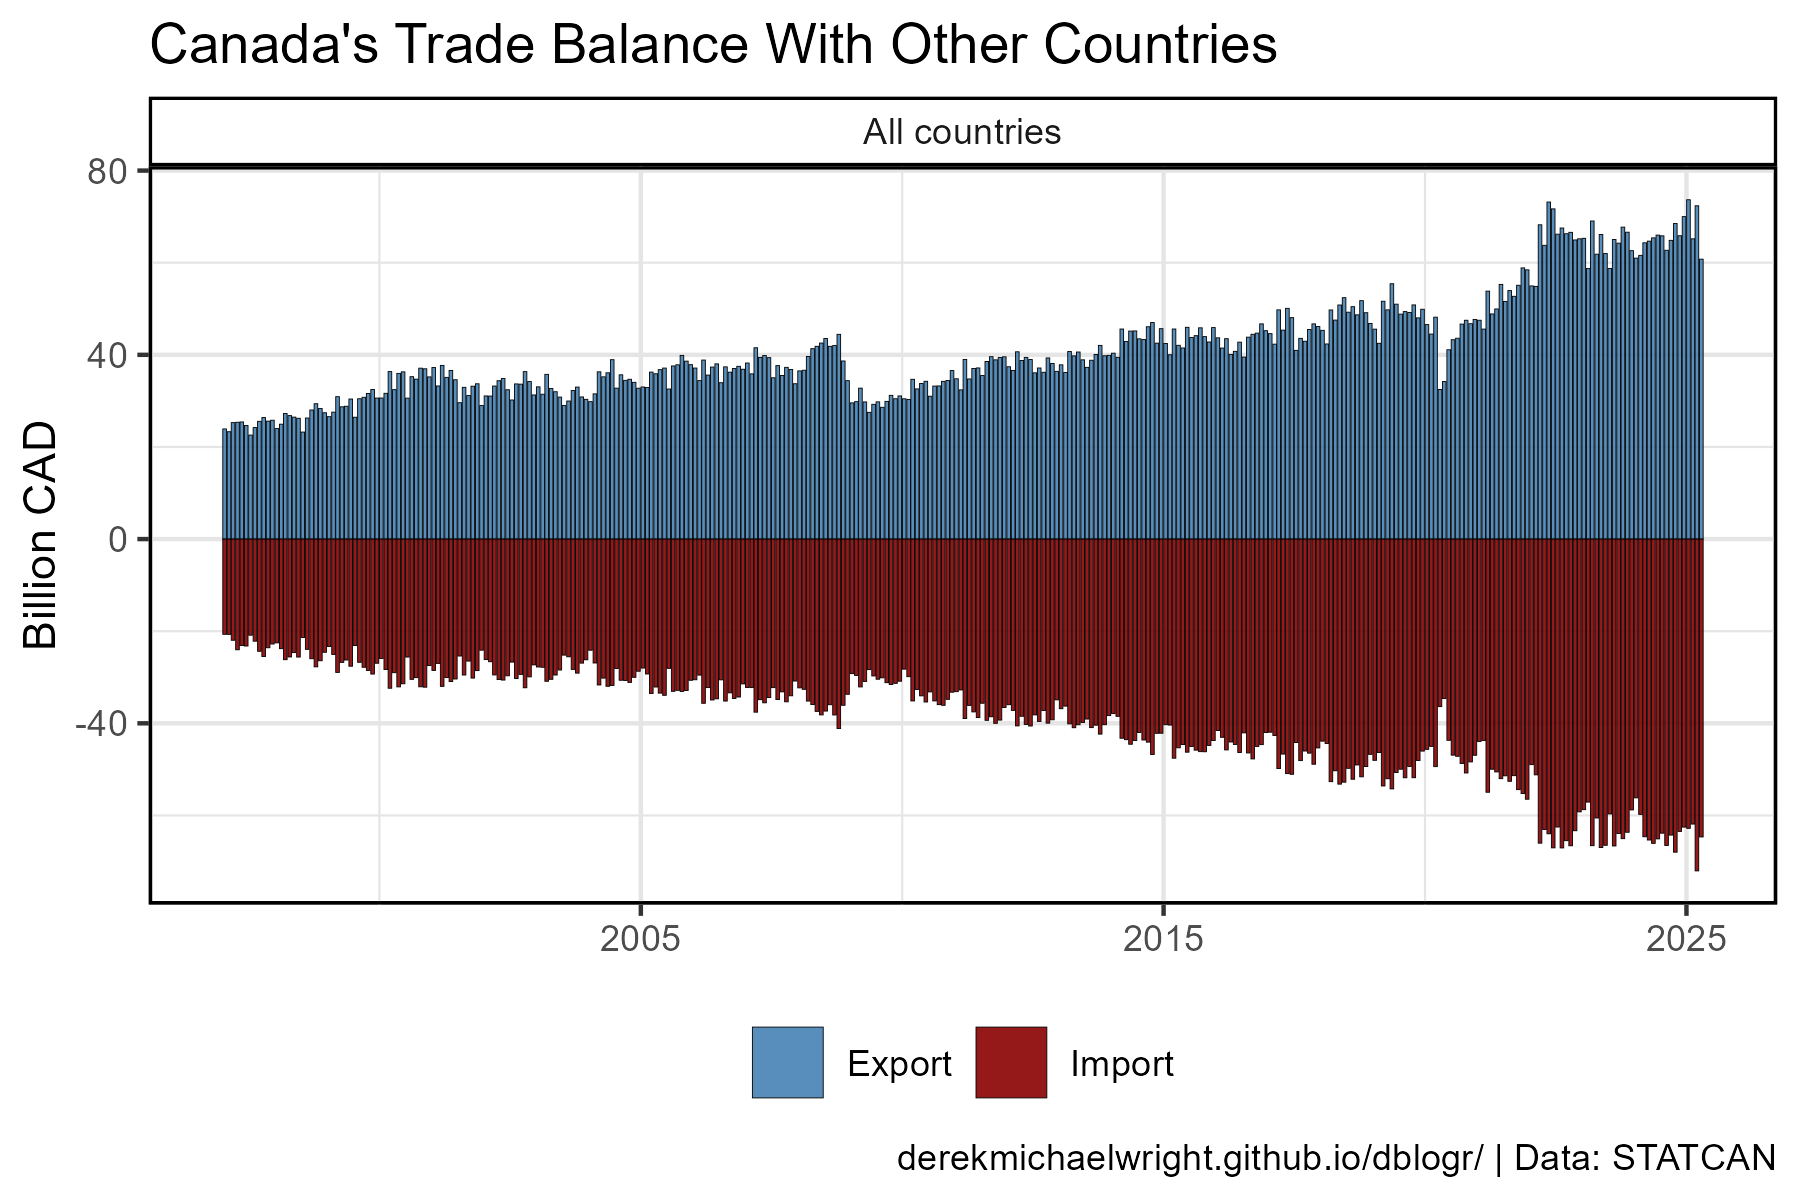 Canada's Trade Balance With Other Countries
All countries
80
40
0
-40
Billion CAD
2005
2015
2025
Export
Import
derekmichaelwright.github.io/dblogr/ | Data: STATCAN